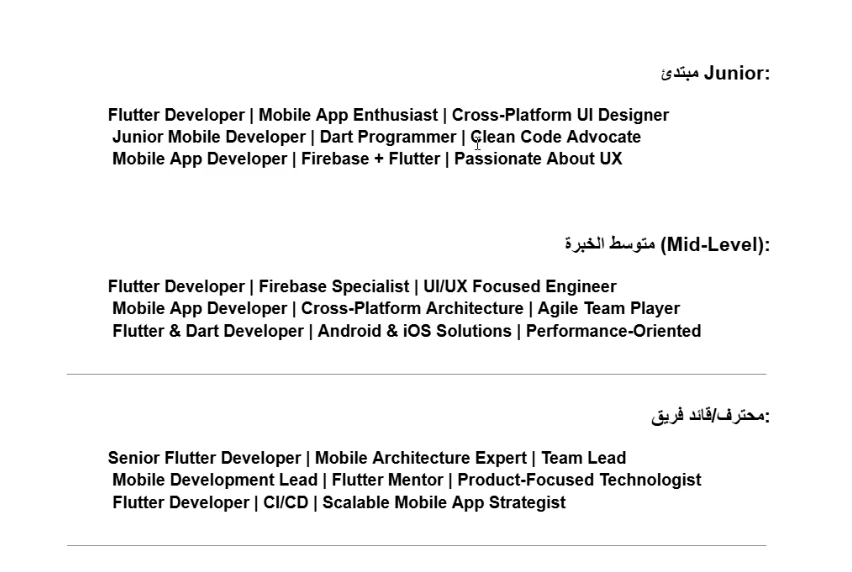 مبتدئ Junior:
Flutter Developer | Mobile App Enthusiast | Cross-Platform UI Designer
Junior Mobile Developer | Dart Programmer | Clean Code Advocate
Mobile App Developer | Firebase + Flutter | Passionate About UX
متوسط الخبرة (Mid-Level):
Flutter Developer | Firebase Specialist | UI/UX Focused Engineer
Mobile App Developer | Cross-Platform Architecture | Agile Team Player
Flutter & Dart Developer | Android & iOS Solutions | Performance-Oriented
محترف/قائد فريق:
Senior Flutter Developer | Mobile Architecture Expert | Team Lead
Mobile Development Lead | Flutter Mentor | Product-Focused Technologist
Flutter Developer | CI/CD | Scalable Mobile App Strategist